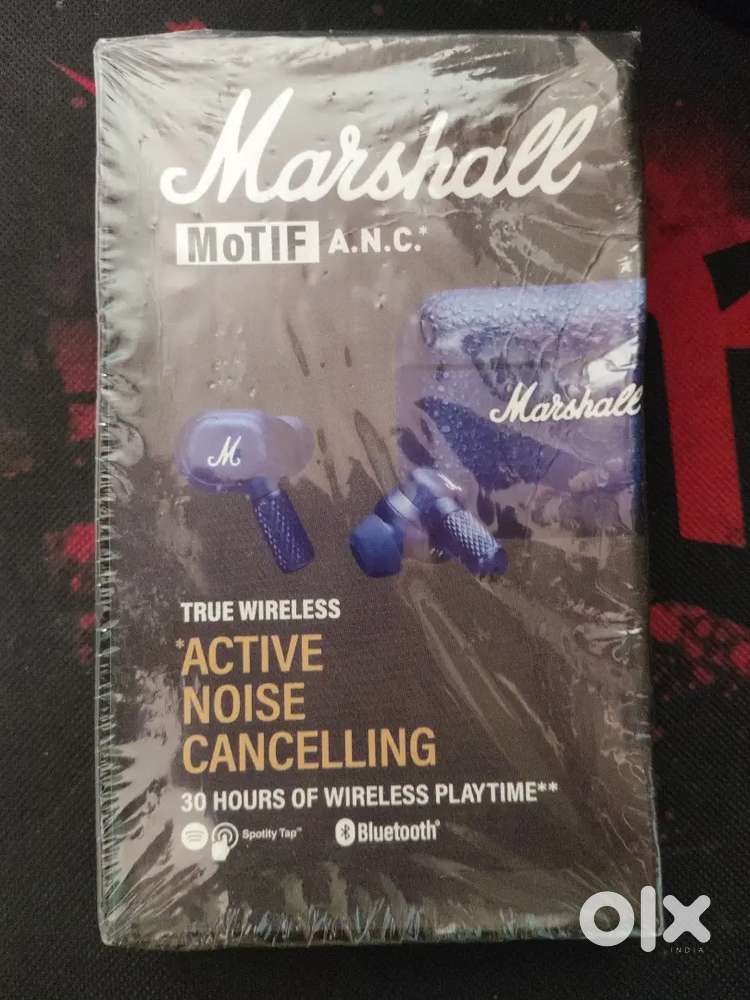 Marshall
MoTIF A.N.C.*
Marshall
M
TRUE WIRELESS
*ACTIVE
NOISE
CANCELLING
30 HOURS OF WIRELESS PLAYTIME**
Spotify Tap™ Bluetooth®
olx
INDIA